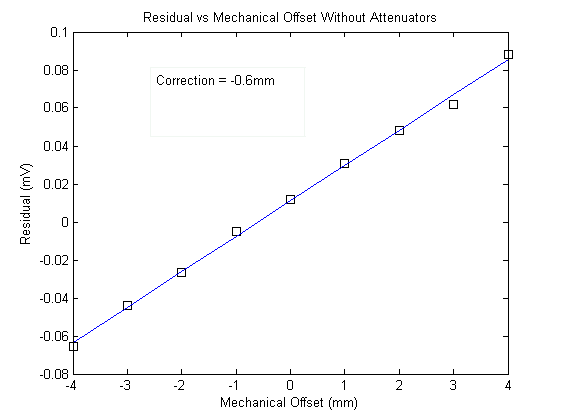 Residual vs Mechanical Offset Without Attenuators
0.1
Correction = -0.6mm
0.08
0.06
0.04
0.02
0
-0.02
-0.04
-0.06
-0.08
Residual (mV)
-4 -3 -2 -1 0 1 2 3 4
Mechanical Offset (mm)